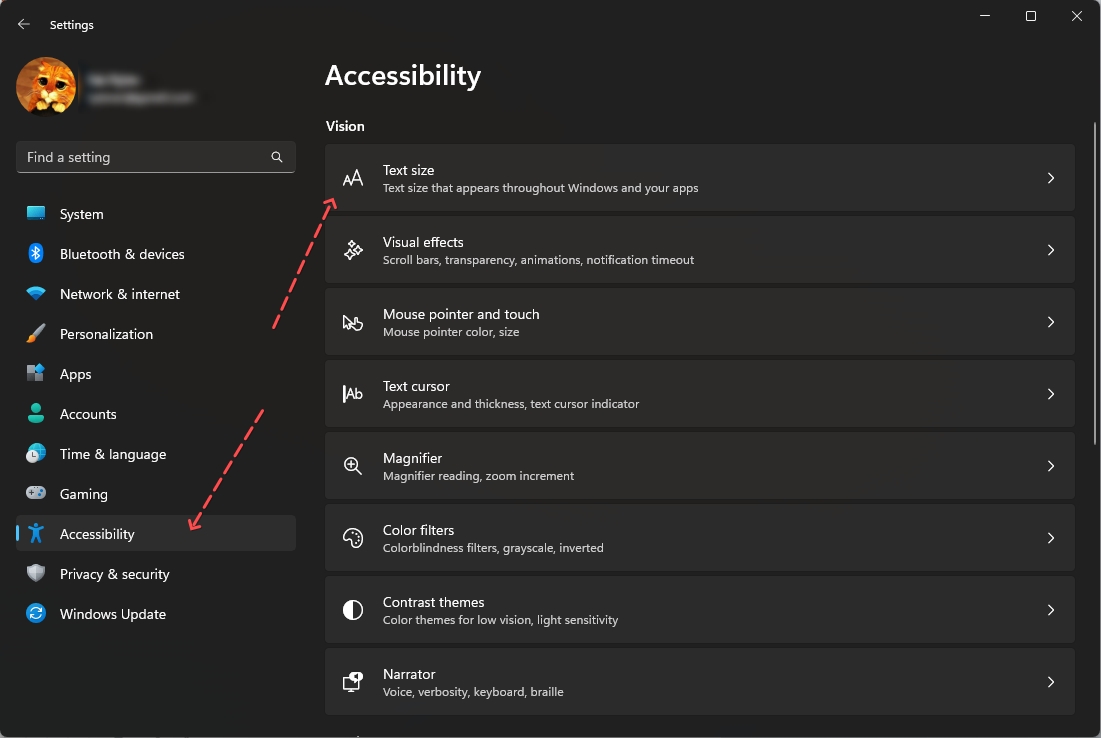 Settings
Find a setting
System
Bluetooth & devices
Network & internet
Personalization
Apps
Accounts
Time & language
Gaming
Accessibility
Privacy & security
Windows Update
Accessibility
Vision
Text size
Text size that appears throughout Windows and your apps
Visual effects
Scroll bars, transparency, animations, notification timeout
Mouse pointer and touch
Mouse pointer color, size
Text cursor
Appearance and thickness, text cursor indicator
Magnifier
Magnifier reading, zoom increment
Color filters
Colorblindness filters, grayscale, inverted
Contrast themes
Color themes for low vision, light sensitivity
Narrator
Voice, verbosity, keyboard, braille